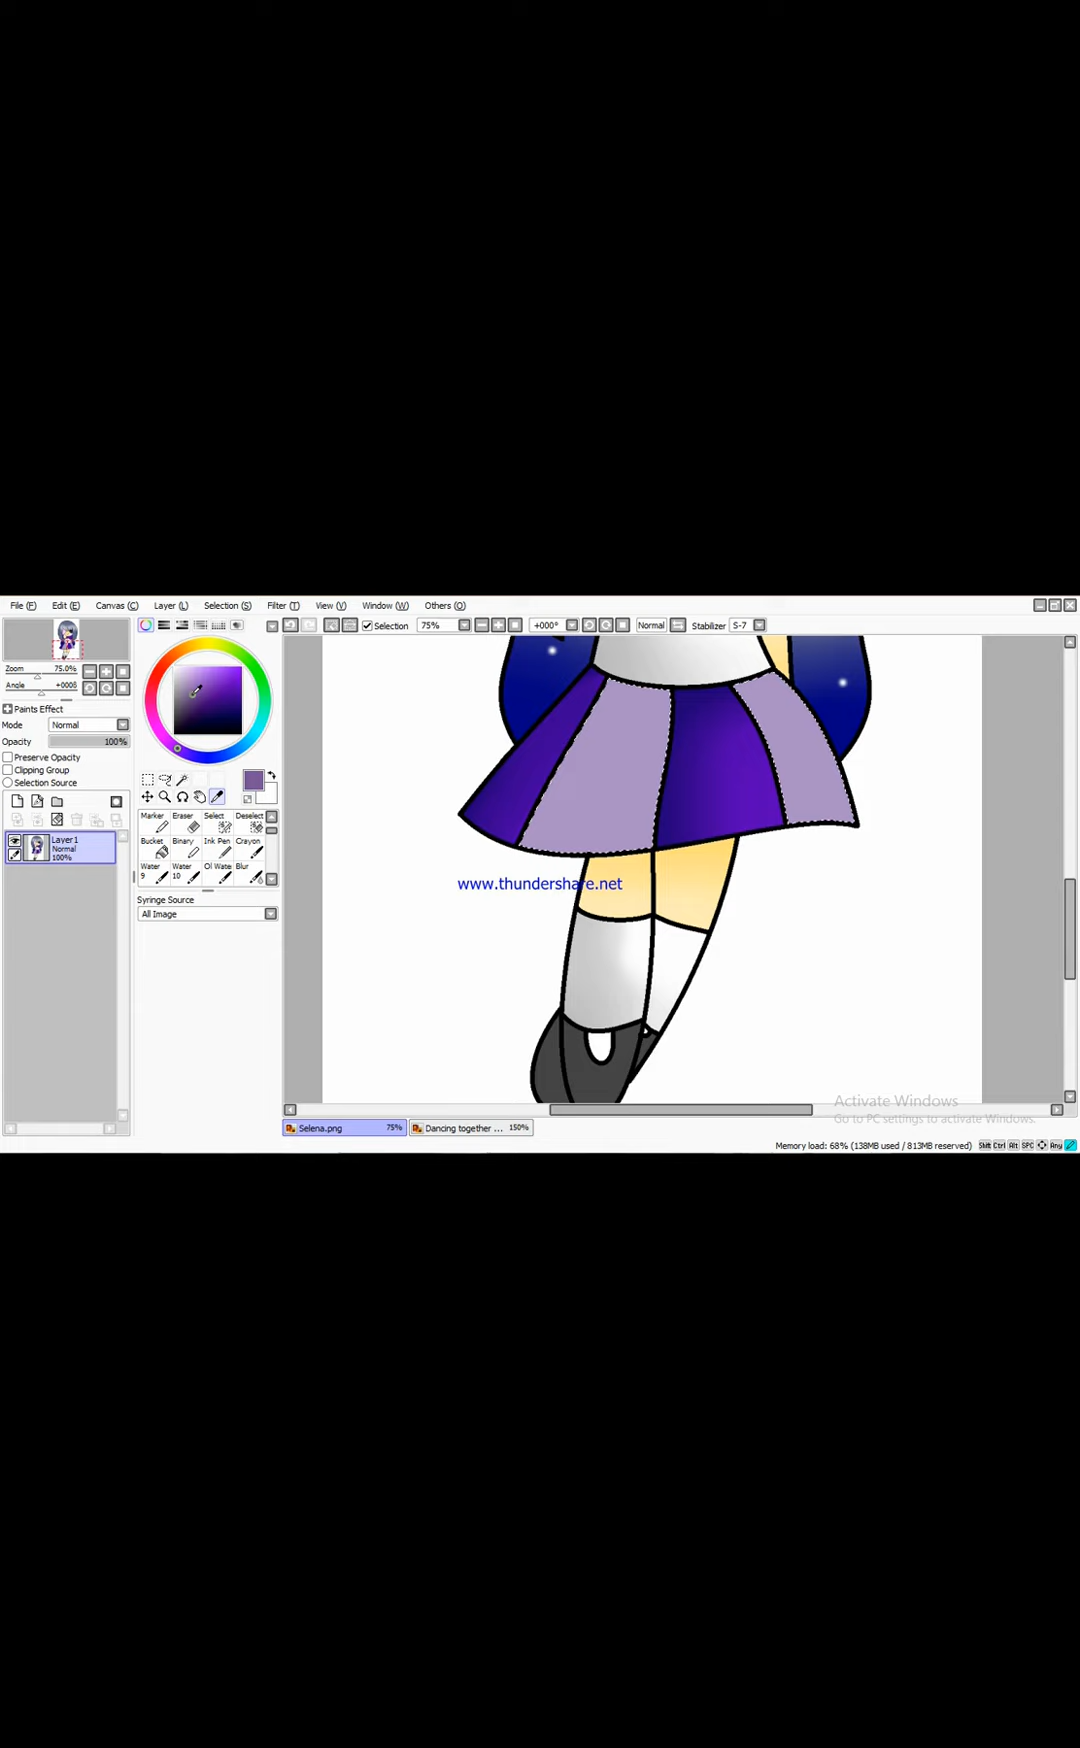 File (F) Edit (E) Canvas (C) Layer (L) Selection (S) Filter (T) View (V) Window (W) Others (O)
Selection 75% +000° Normal Stabilizer S-7
Zoom 75.0%
Angle +000
Paints Effect
Mode Normal
Opacity 100%
Preserve Opacity
Clipping Group
Selection Source
Layer1
Normal
100%
Marker Eraser Select Deselect
Bucket Binary Ink Pen Crayon
Water Water Oil Wate Blur
9 10
Syringe Source
All Image
www.thundershare.net
Activate Windows
Go to PC settings to activate Windows.
Selena.png 75% Dancing together ... 150%
Memory load: 68% (138MB used / 813MB reserved) Shift Ctrl Alt SPC Any